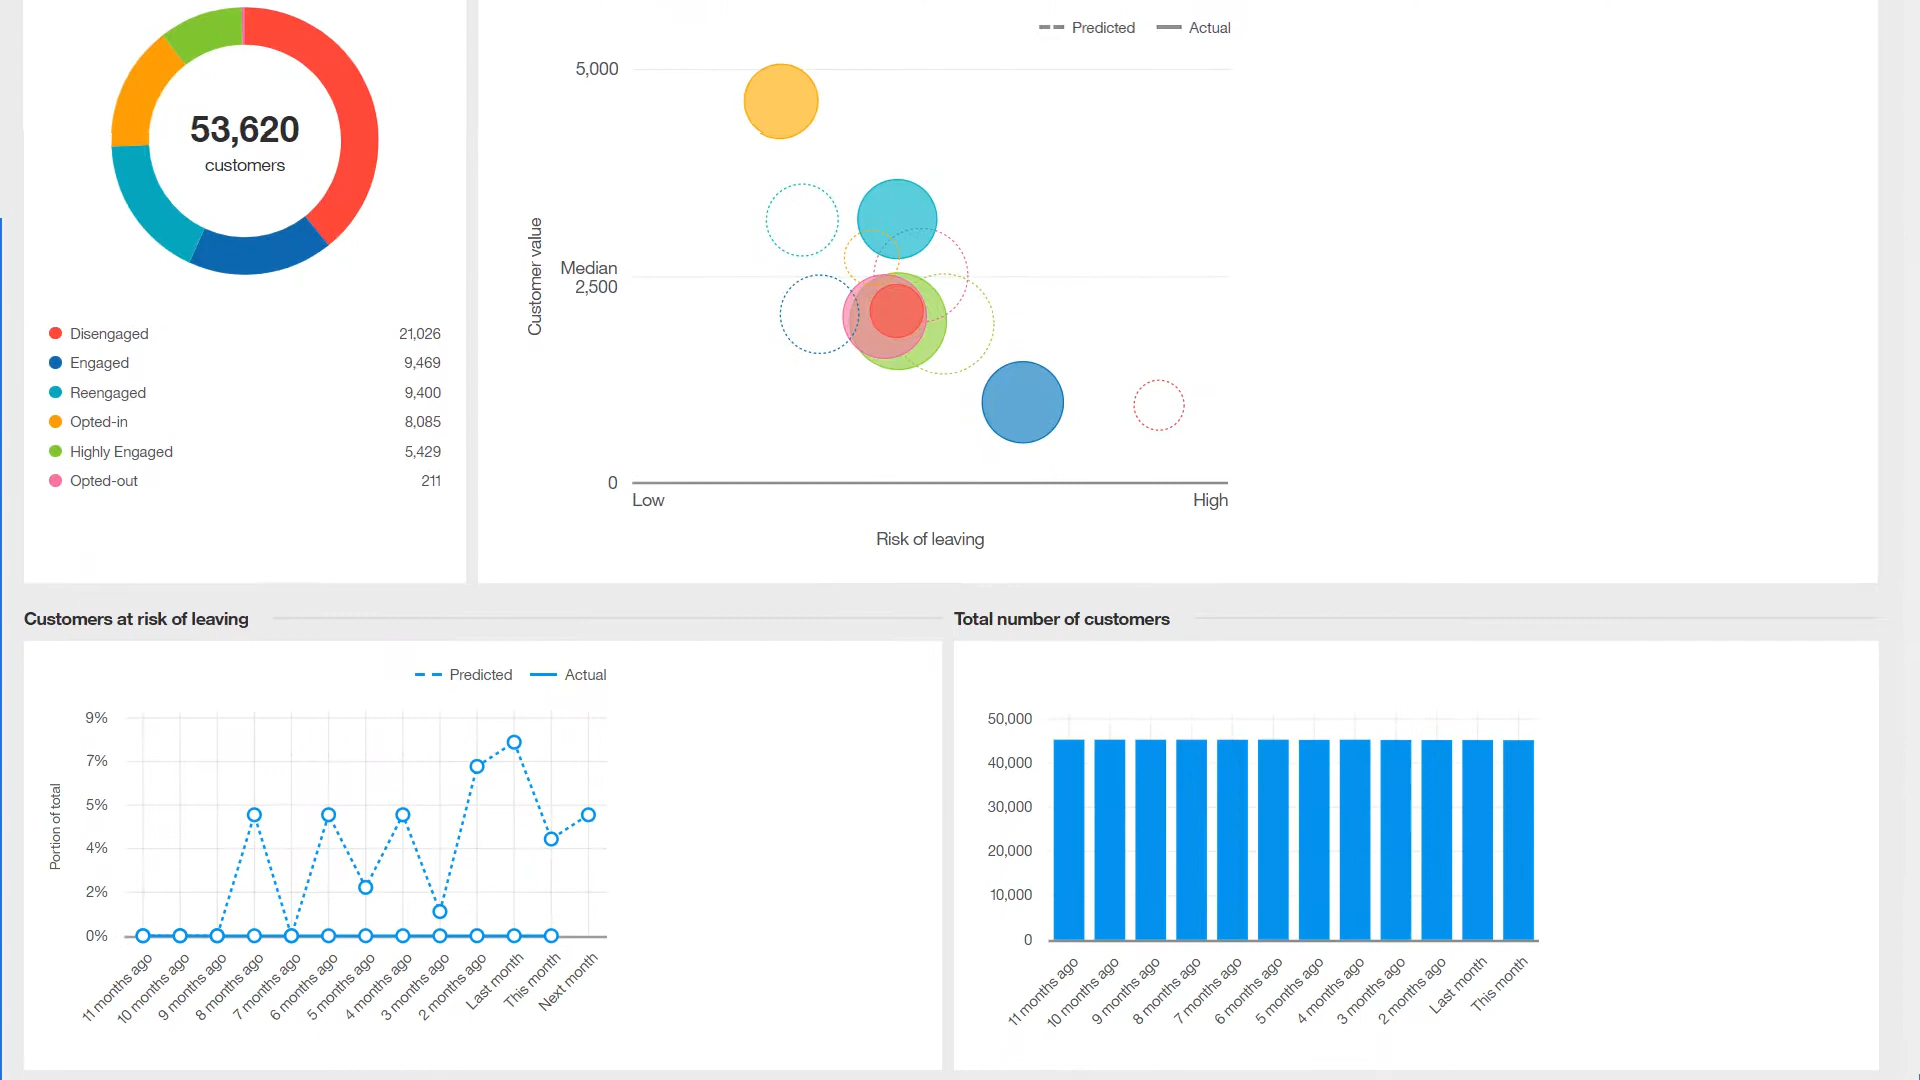 53,620
customers
Disengaged 21,026
Engaged 9,469
Reengaged 9,400
Opted-in 8,085
Highly Engaged 5,429
Opted-out 211
Predicted Actual
5,000
Median
2,500
0
Customer value
Low High
Risk of leaving
Customers at risk of leaving
Predicted Actual
9%
7%
5%
4%
2%
0%
Portion of total
11 months ago
10 months ago
9 months ago
8 months ago
7 months ago
6 months ago
5 months ago
4 months ago
3 months ago
2 months ago
Last month
This month
Next month
Total number of customers
50,000
40,000
30,000
20,000
10,000
0
11 months ago
10 months ago
9 months ago
8 months ago
7 months ago
6 months ago
5 months ago
4 months ago
3 months ago
2 months ago
Last month
This month